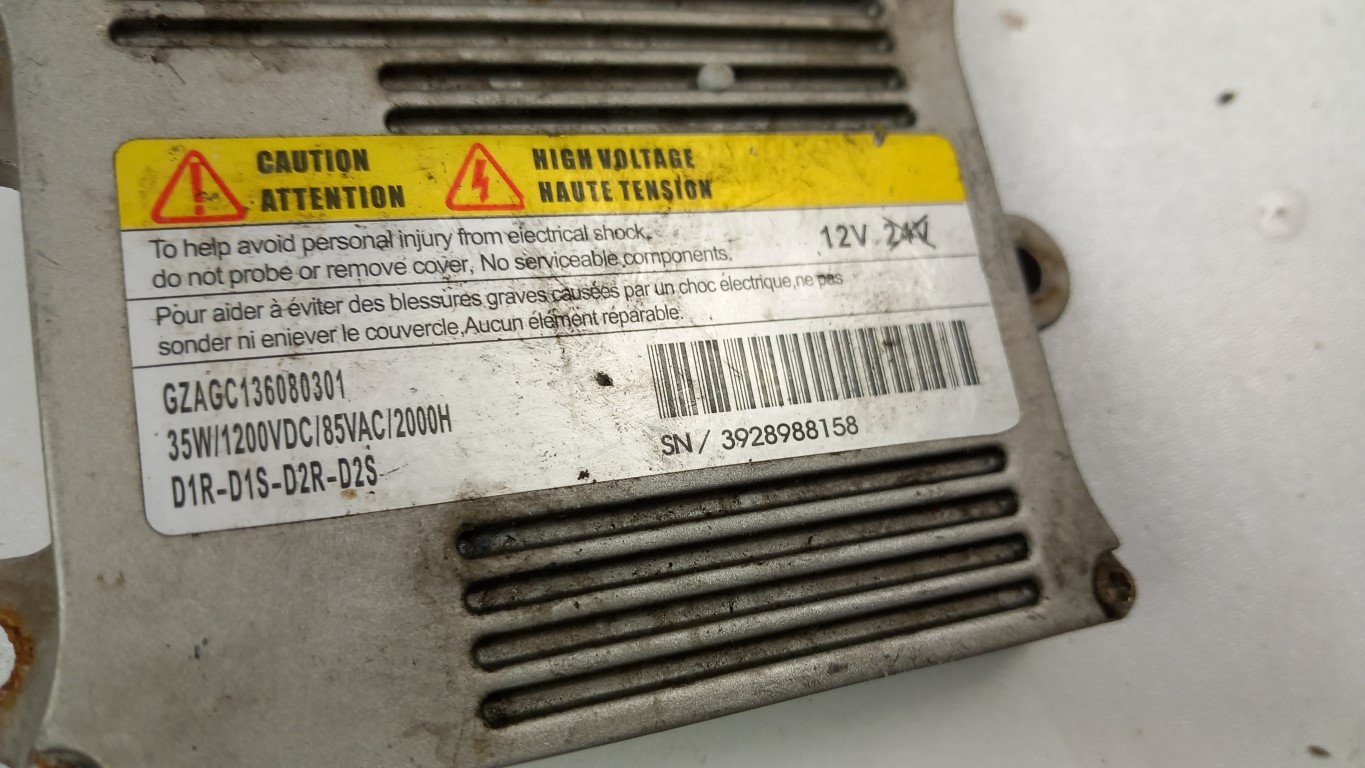 CAUTION
ATTENTION
HIGH VOLTAGE
HAUTE TENSION
To help avoid personal injury from electrical shock,
do not probe or remove cover, No serviceable components.
12V 24V
Pour aider à éviter des blessures graves causées par un choc électrique,ne pas
sonder ni eniever le couvercle,Aucun élément réparable.
GZAGC136080301
35W/1200VDC/85VAC/2000H
D1R-D1S-D2R-D2S
SN/ 3928988158